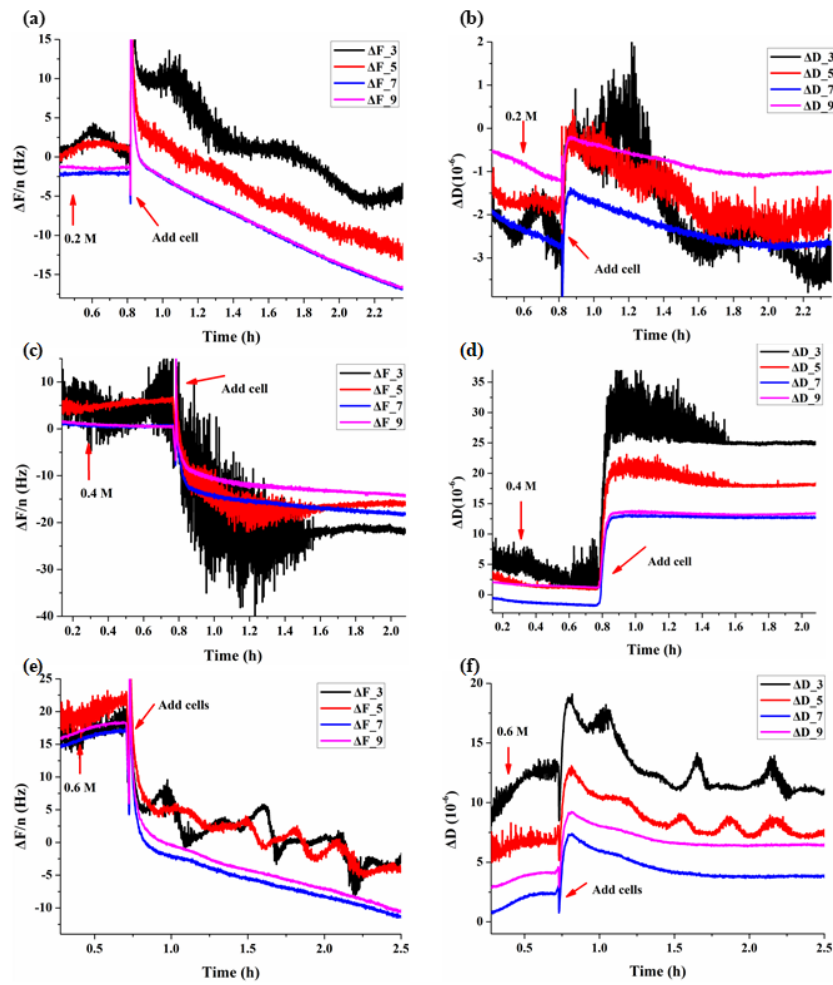 (a)
ΔF/n (Hz)
15
10
5
0
-5
-10
-15
0.6 0.8 1.0 1.2 1.4 1.6 1.8 2.0 2.2
Time (h)
ΔF_3
ΔF_5
ΔF_7
ΔF_9
0.2 M
Add cell
(b)
ΔD(10⁻⁶)
2
1
0
-1
-2
-3
0.6 0.8 1.0 1.2 1.4 1.6 1.8 2.0 2.2
Time (h)
ΔD_3
ΔD_5
ΔD_7
ΔD_9
0.2 M
Add cell
(c)
ΔF/n (Hz)
10
0
-10
-20
-30
-40
0.2 0.4 0.6 0.8 1.0 1.2 1.4 1.6 1.8 2.0
Time (h)
ΔF_3
ΔF_5
ΔF_7
ΔF_9
0.4 M
Add cell
(d)
ΔD(10⁻⁶)
35
30
25
20
15
10
5
0
0.2 0.4 0.6 0.8 1.0 1.2 1.4 1.6 1.8 2.0
Time (h)
ΔD_3
ΔD_5
ΔD_7
ΔD_9
0.4 M
Add cell
(e)
ΔF/n (Hz)
25
20
15
10
5
0
-5
-10
0.5 1.0 1.5 2.0 2.5
Time (h)
ΔF_3
ΔF_5
ΔF_7
ΔF_9
0.6 M
Add cells
(f)
ΔD (10⁻⁶)
20
15
10
5
0
0.5 1.0 1.5 2.0 2.5
Time (h)
ΔD_3
ΔD_5
ΔD_7
ΔD_9
0.6 M
Add cells